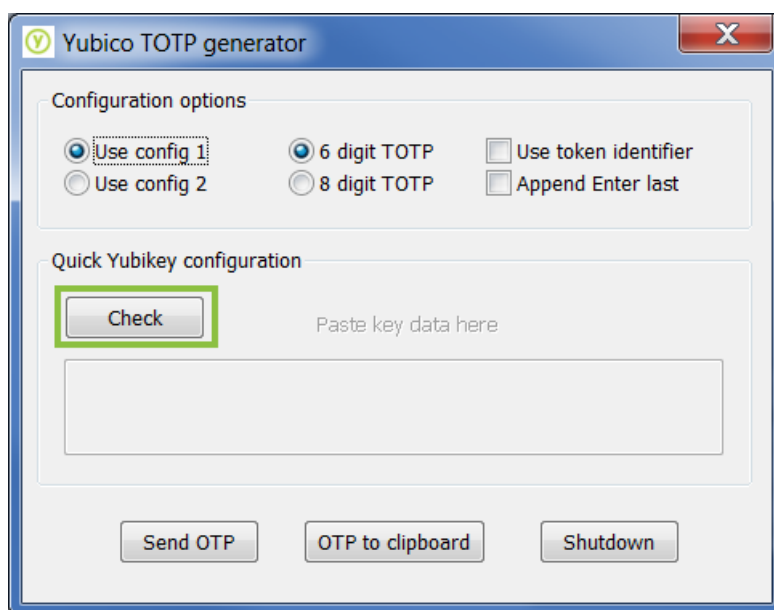 Yubico TOTP generator
X
Configuration options
Use config 1 6 digit TOTP Use token identifier
Use config 2 8 digit TOTP Append Enter last
Quick Yubikey configuration
Check Paste key data here
Send OTP OTP to clipboard Shutdown